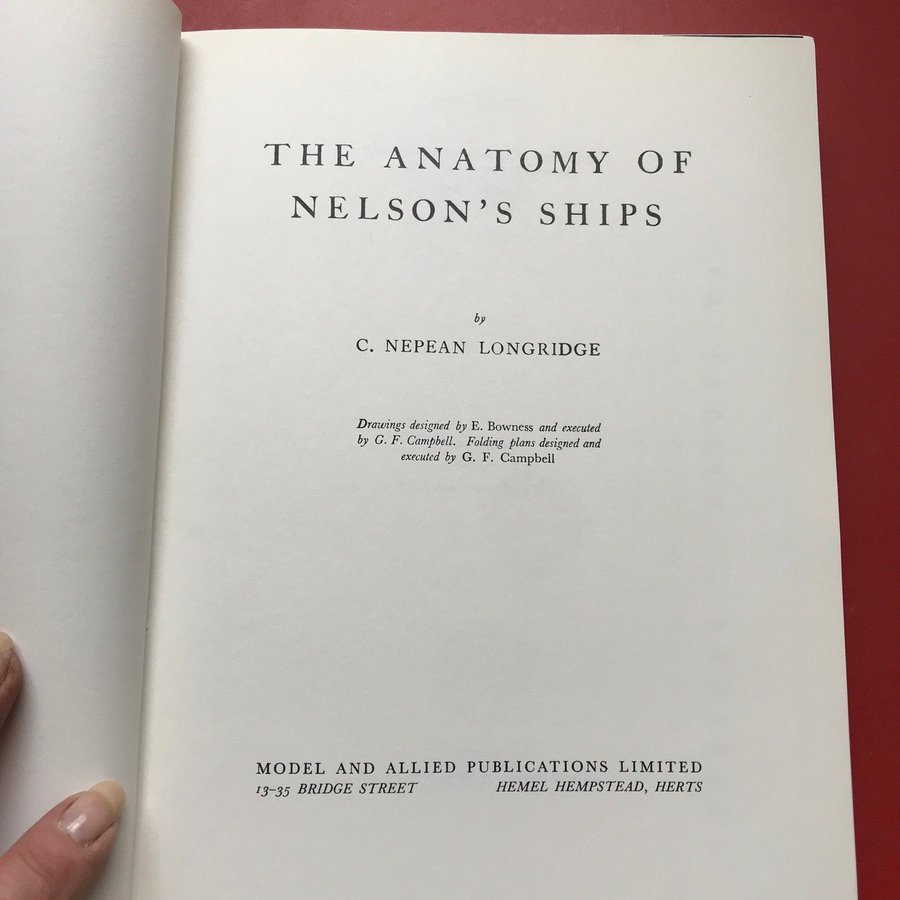 THE ANATOMY OF
NELSON'S SHIPS
by
C. NEPEAN LONGRIDGE
Drawings designed by E. Bowness and executed
by G. F. Campbell. Folding plans designed and
executed by G. F. Campbell
MODEL AND ALLIED PUBLICATIONS LIMITED
13-35 BRIDGE STREET HEMEL HEMPSTEAD, HERTS